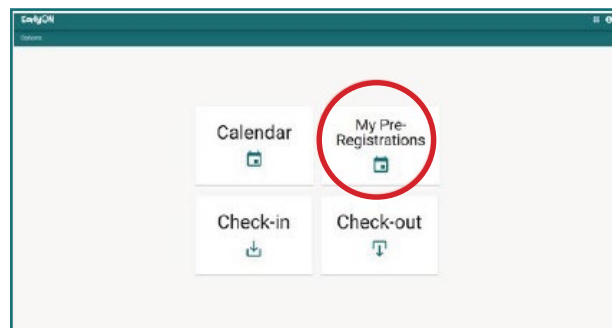 EarlyON
Options
Calendar
My Pre-
Registrations
Check-in
Check-out